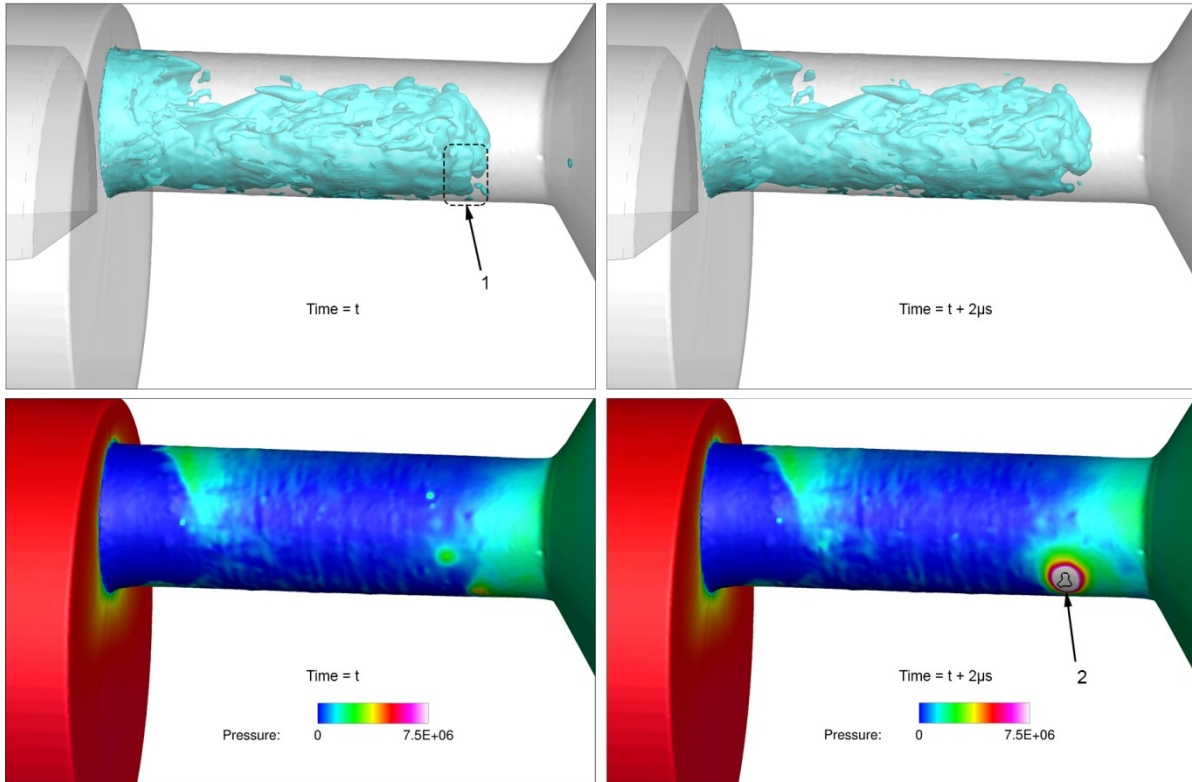 1
Time = t
Time = t + 2µs
Time = t
Pressure: 0 7.5E+06
2
Time = t + 2µs
Pressure: 0 7.5E+06